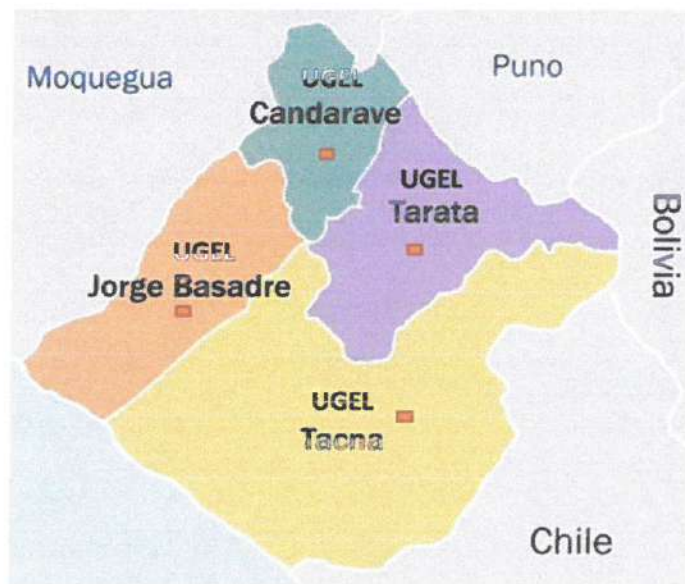 Moquegua
Puno
UGEL
Candarave
UGEL
Tarata
Bolivia
UGEL
Jorge Basadre
UGEL
Tacna
Chile